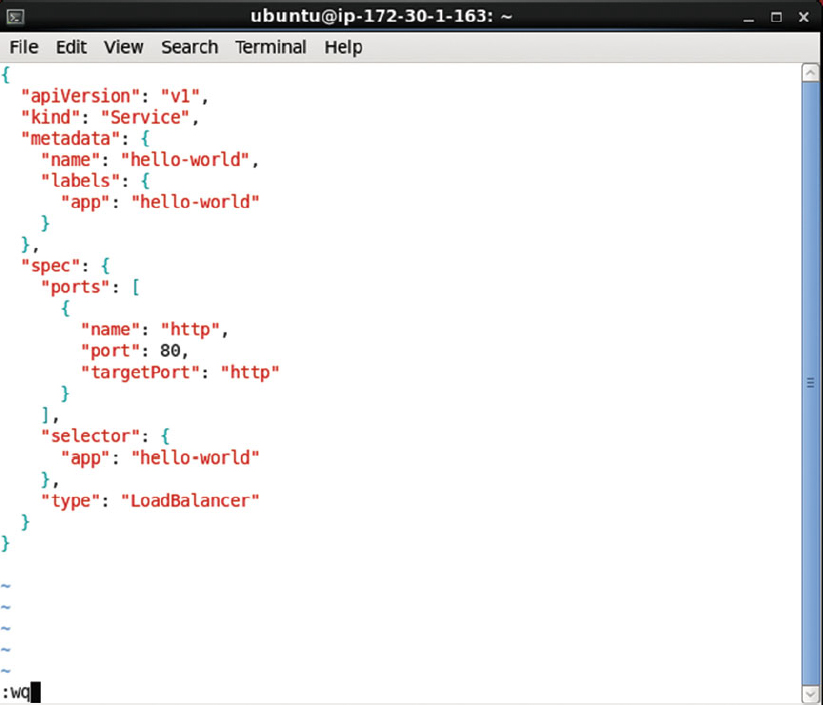 ubuntu@ip-172-30-1-163: ~
File Edit View Search Terminal Help
{
  "apiVersion": "v1",
  "kind": "Service",
  "metadata": {
    "name": "hello-world",
    "labels": {
      "app": "hello-world"
    }
  },
  "spec": {
    "ports": [
      {
        "name": "http",
        "port": 80,
        "targetPort": "http"
      }
    ],
    "selector": {
      "app": "hello-world"
    },
    "type": "LoadBalancer"
  }
}
~
~
~
~
~
:wq